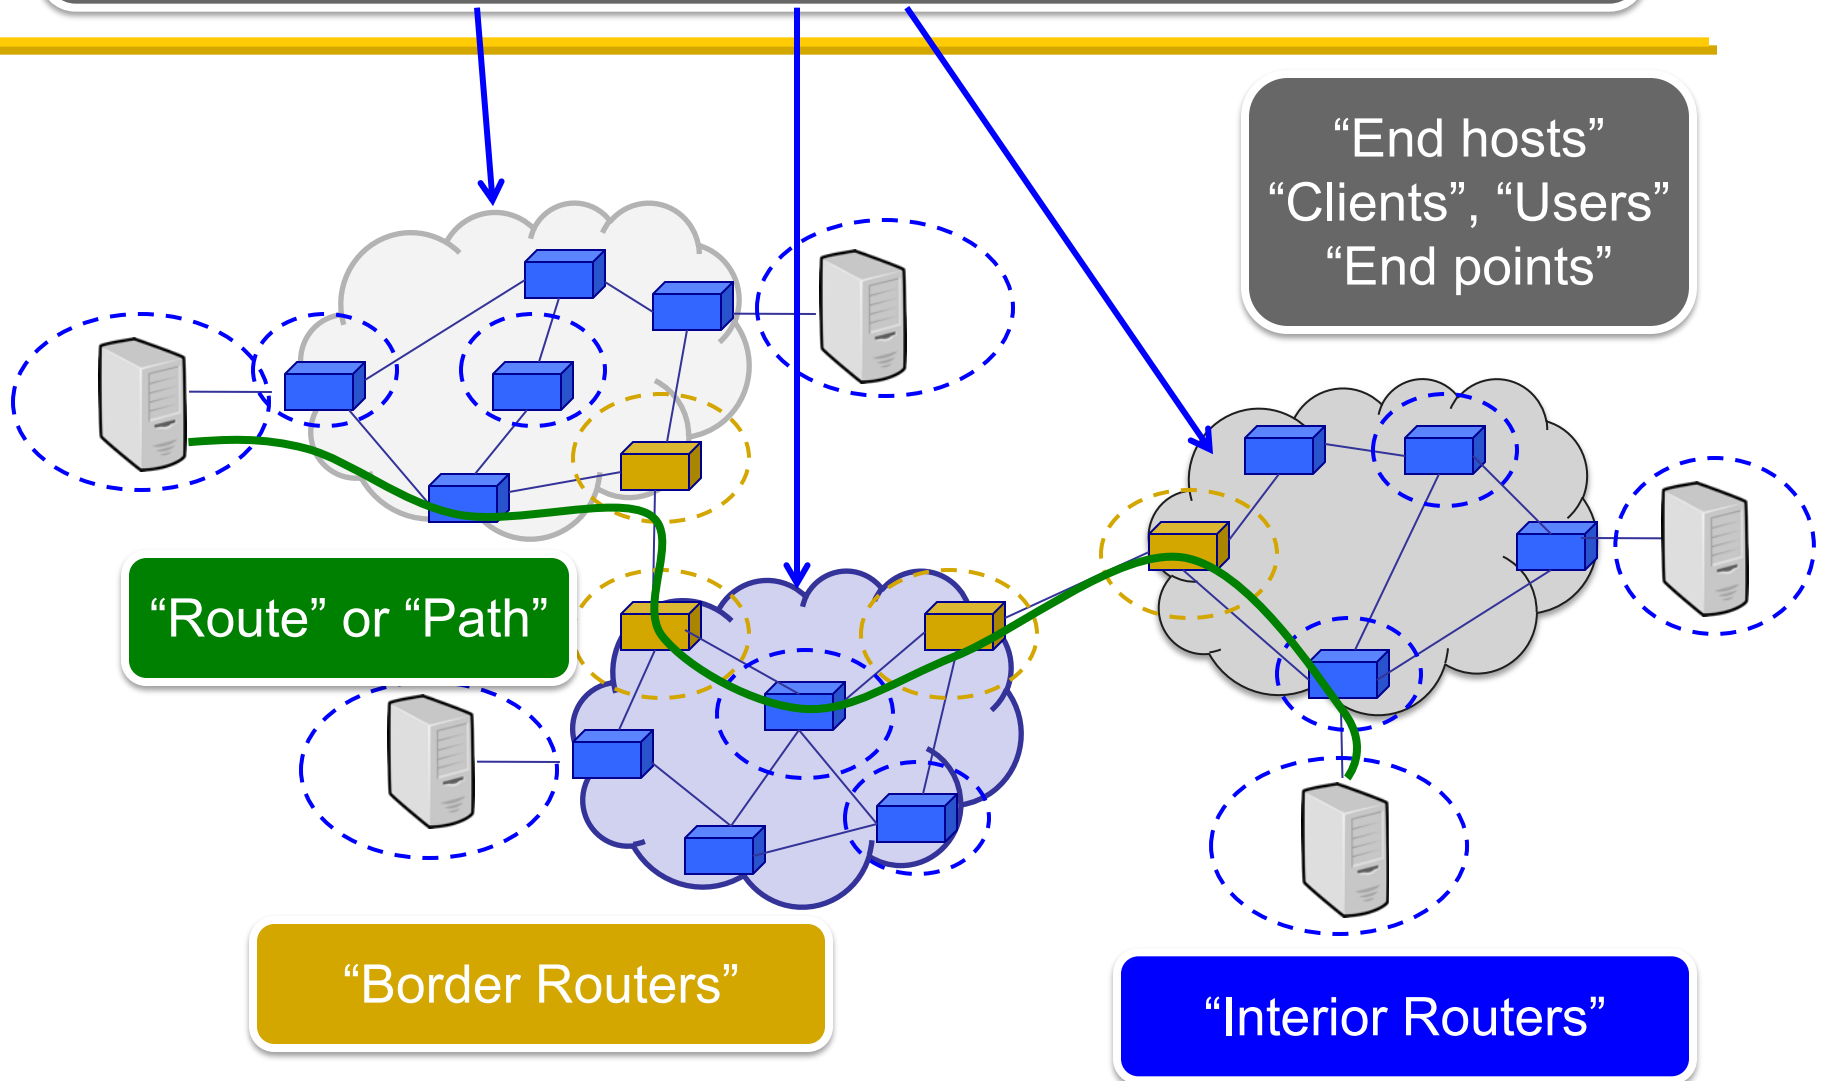 “End hosts”
“Clients”, “Users”
“End points”
“Route” or “Path”
“Border Routers”
“Interior Routers”